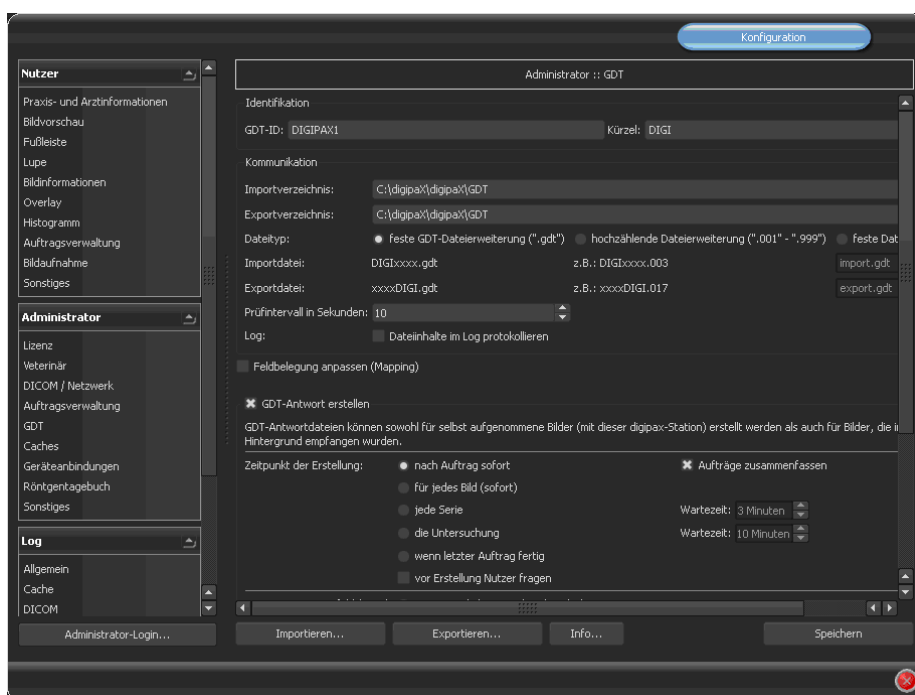 Konfiguration
Nutzer
Praxis- und Arztinformationen
Bildvorschau
Fußleiste
Lupe
Bildinformationen
Overlay
Histogramm
Auftragsverwaltung
Bildaufnahme
Sonstiges
Administrator
Lizenz
Veterinär
DICOM / Netzwerk
Auftragsverwaltung
GDT
Caches
Geräteanbindungen
Röntgentagebuch
Sonstiges
Log
Allgemein
Cache
DICOM
Administrator-Login...
Administrator :: GDT
Identifikation
GDT-ID: DIGIPAX1 Kürzel: DIGI
Kommunikation
Importverzeichnis: C:\digipaX\digipaX\GDT
Exportverzeichnis: C:\digipaX\digipaX\GDT
Dateityp: feste GDT-Dateierweiterung (".gdt") hochzählende Dateierweiterung (".001" - ".999") feste Dat
Importdatei: DIGIxxxx.gdt z.B.: DIGIxxxx.003 import.gdt
Exportdatei: xxxxDIGI.gdt z.B.: xxxxDIGI.017 export.gdt
Prüfintervall in Sekunden: 10
Log: Dateiinhalte im Log protokollieren
Feldbelegung anpassen (Mapping)
GDT-Antwort erstellen
GDT-Antwortdateien können sowohl für selbst aufgenommene Bilder (mit dieser digipax-Station) erstellt werden als auch für Bilder, die i
Hintergrund empfangen wurden.
Zeitpunkt der Erstellung: nach Auftrag sofort Aufträge zusammenfassen
für jedes Bild (sofort)
jede Serie Wartezeit: 3 Minuten
die Untersuchung Wartezeit: 10 Minuten
wenn letzter Auftrag fertig
vor Erstellung Nutzer fragen
Importieren... Exportieren... Info... Speichern